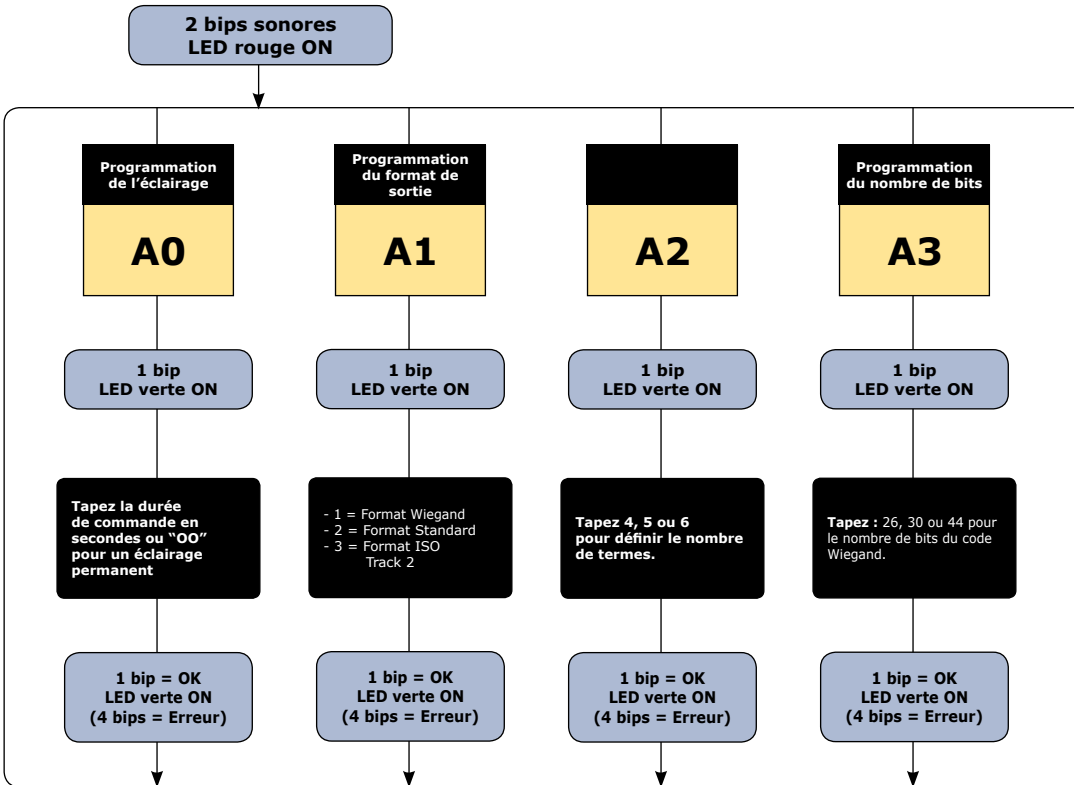 2 bips sonores
LED rouge ON
Programmation
de l’éclairage
A0
1 bip
LED verte ON
Tapez la durée
de commande en
secondes ou “OO”
pour un éclairage
permanent
1 bip = OK
LED verte ON
(4 bips = Erreur)
Programmation
du format de
sortie
A1
1 bip
LED verte ON
- 1 = Format Wiegand
- 2 = Format Standard
- 3 = Format ISO
Track 2
1 bip = OK
LED verte ON
(4 bips = Erreur)
A2
1 bip
LED verte ON
Tapez 4, 5 ou 6
pour définir le nombre
de termes.
1 bip = OK
LED verte ON
(4 bips = Erreur)
Programmation
du nombre de bits
A3
1 bip
LED verte ON
Tapez : 26, 30 ou 44 pour
le nombre de bits du code
Wiegand.
1 bip = OK
LED verte ON
(4 bips = Erreur)